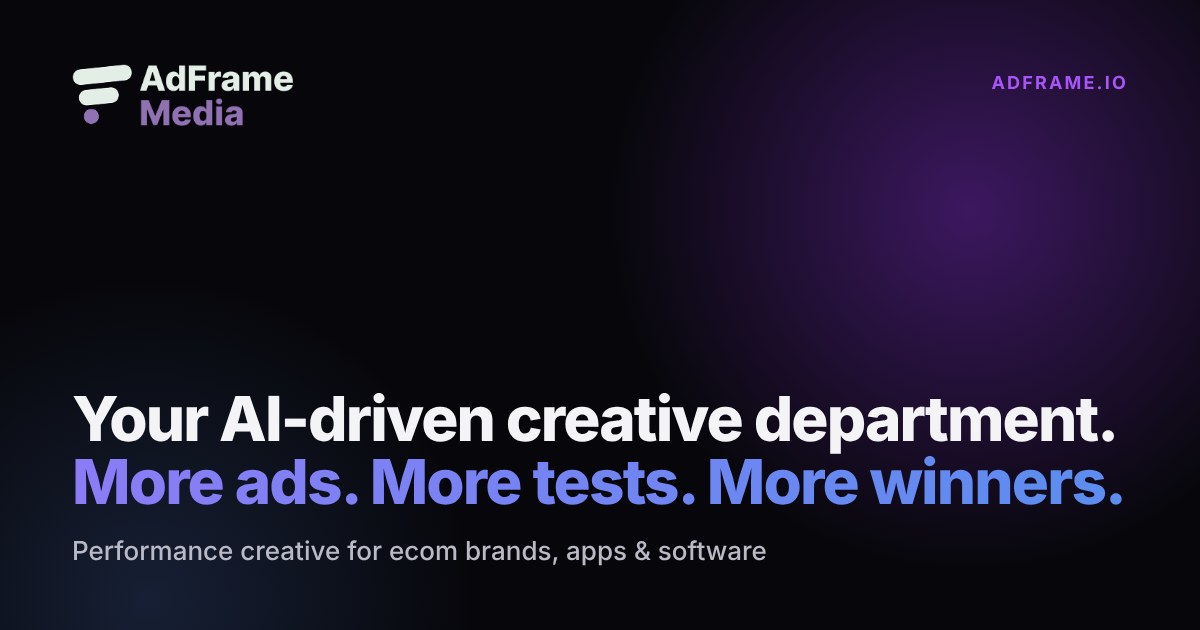 AdFrame
Media
ADFRAME.IO
Your AI-driven creative department.
More ads. More tests. More winners.
Performance creative for ecom brands, apps & software